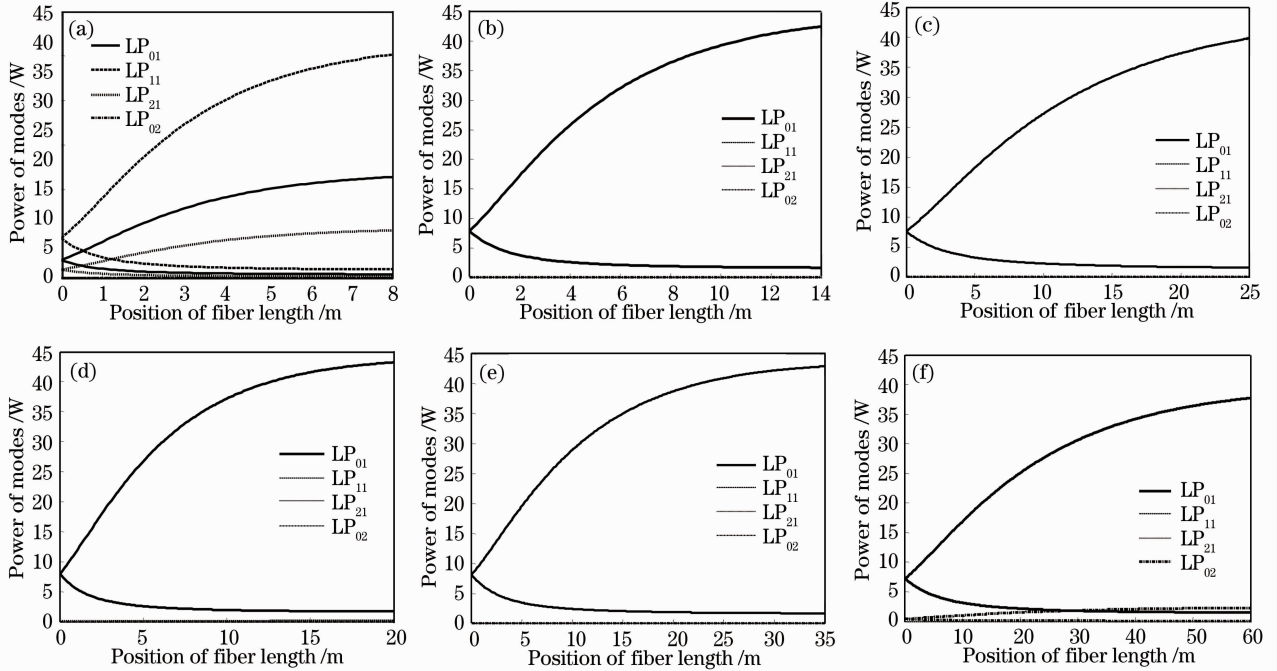 (a)
LP01
LP11
LP21
LP02
Power of modes /W
45
40
35
30
25
20
15
10
5
0
0 1 2 3 4 5 6 7 8
Position of fiber length /m
(b)
LP01
LP11
LP21
LP02
Power of modes /W
45
40
35
30
25
20
15
10
5
0
0 2 4 6 8 10 12 14
Position of fiber length /m
(c)
LP01
LP11
LP21
LP02
Power of modes /W
45
40
35
30
25
20
15
10
5
0
0 5 10 15 20 25
Position of fiber length /m
(d)
LP01
LP11
LP21
LP02
Power of modes /W
45
40
35
30
25
20
15
10
5
0
0 5 10 15 20
Position of fiber length /m
(e)
LP01
LP11
LP21
LP02
Power of modes /W
45
40
35
30
25
20
15
10
5
0
0 5 10 15 20 25 30 35
Position of fiber length /m
(f)
LP01
LP11
LP21
LP02
Power of modes /W
45
40
35
30
25
20
15
10
5
0
0 10 20 30 40 50 60
Position of fiber length /m